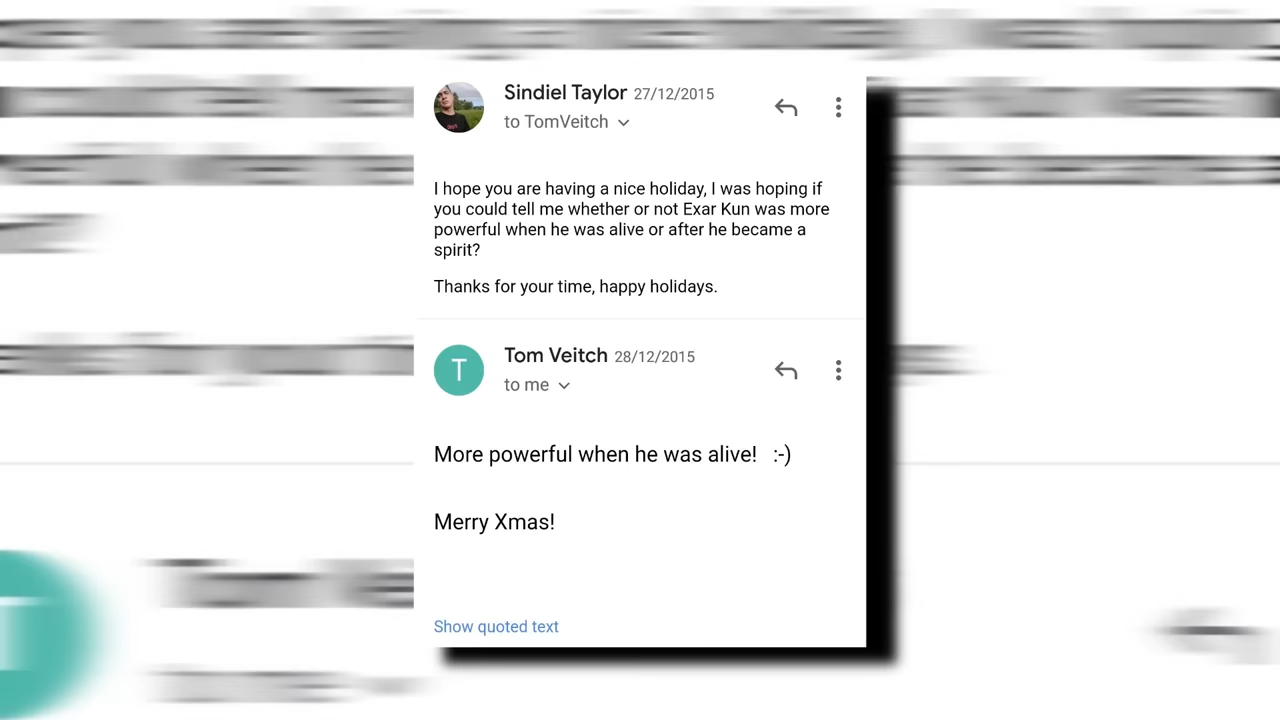 Sindiel Taylor 27/12/2015
to TomVeitch
I hope you are having a nice holiday, I was hoping if
you could tell me whether or not Exar Kun was more
powerful when he was alive or after he became a
spirit?
Thanks for your time, happy holidays.
T
Tom Veitch 28/12/2015
to me
More powerful when he was alive!   :-)
Merry Xmas!
Show quoted text